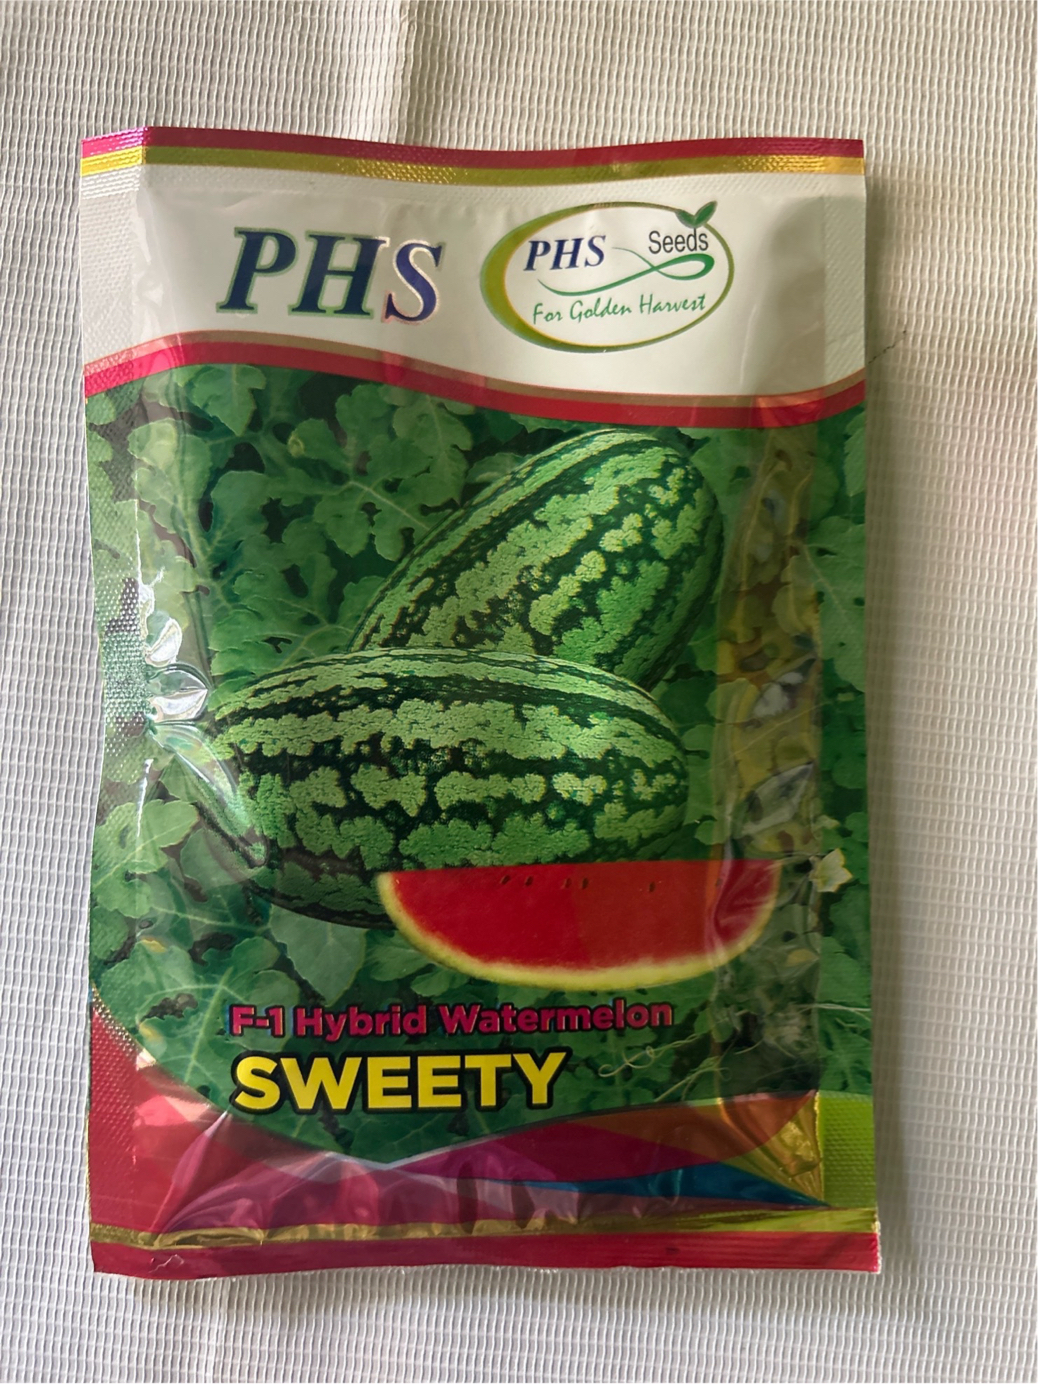 PHS
PHS Seeds
For Golden Harvest
F-1 Hybrid Watermelon
SWEETY